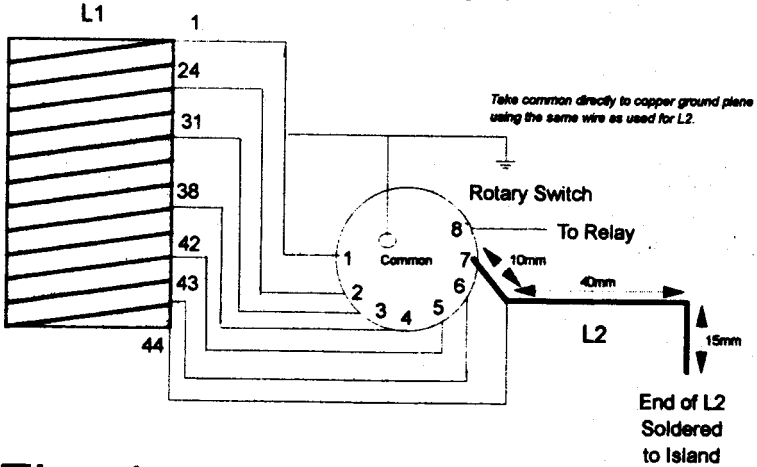 L1
1
24
31
38
42
43
44
Take common directly to copper ground plane
using the same wire as used for L2.
Rotary Switch
8
To Relay
1
Common
7
10mm
2
6
40mm
3
4
5
L2
15mm
End of L2
Soldered
to Island